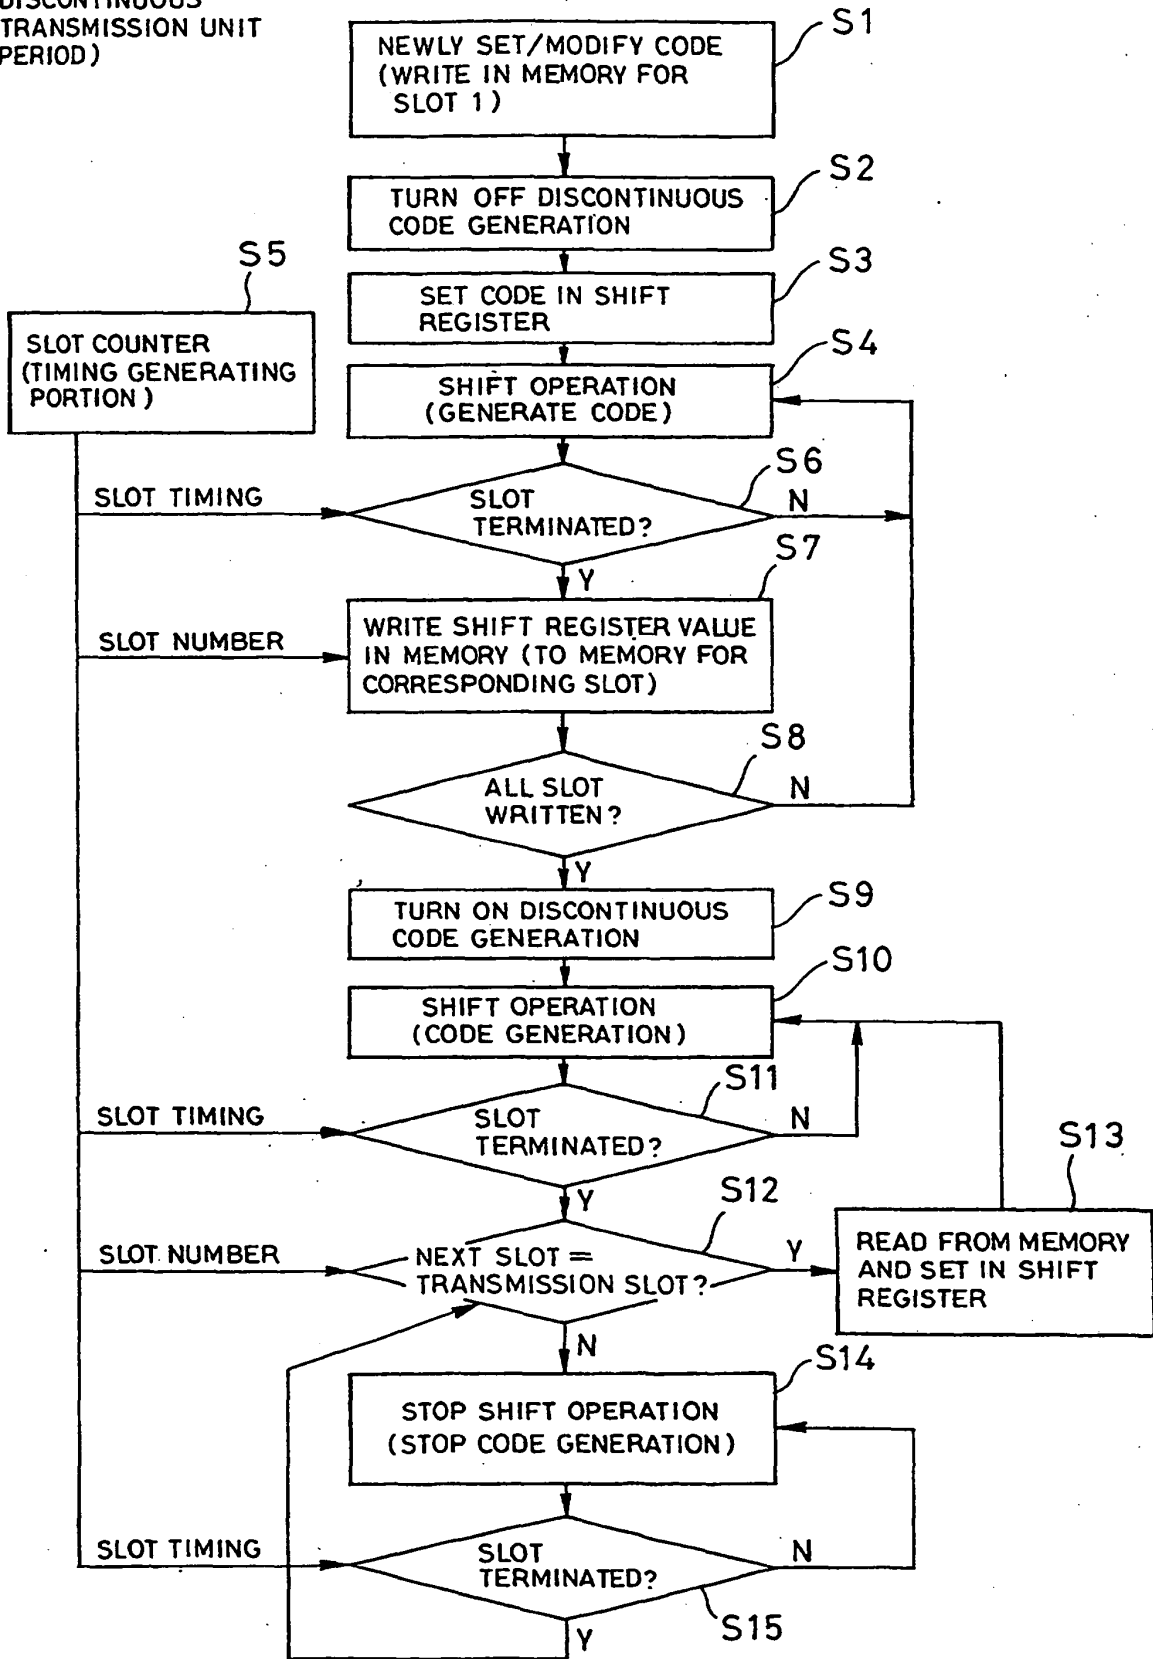 DISCONTINUOUS
TRANSMISSION UNIT
PERIOD)
S1
NEWLY SET/MODIFY CODE
(WRITE IN MEMORY FOR
SLOT 1)
S2
TURN OFF DISCONTINUOUS
CODE GENERATION
S3
SET CODE IN SHIFT
REGISTER
S5
SLOT COUNTER
(TIMING GENERATING
PORTION)
S4
SHIFT OPERATION
(GENERATE CODE)
S6
SLOT TIMING
SLOT
TERMINATED?
N
Y
S7
SLOT NUMBER
WRITE SHIFT REGISTER VALUE
IN MEMORY (TO MEMORY FOR
CORRESPONDING SLOT)
S8
ALL SLOT
WRITTEN?
N
Y
S9
TURN ON DISCONTINUOUS
CODE GENERATION
S10
SHIFT OPERATION
(CODE GENERATION)
S11
SLOT TIMING
SLOT
TERMINATED?
N
Y
S12
SLOT NUMBER
NEXT SLOT =
TRANSMISSION SLOT?
Y
N
S13
READ FROM MEMORY
AND SET IN SHIFT
REGISTER
S14
STOP SHIFT OPERATION
(STOP CODE GENERATION)
SLOT TIMING
SLOT
TERMINATED?
N
S15
Y